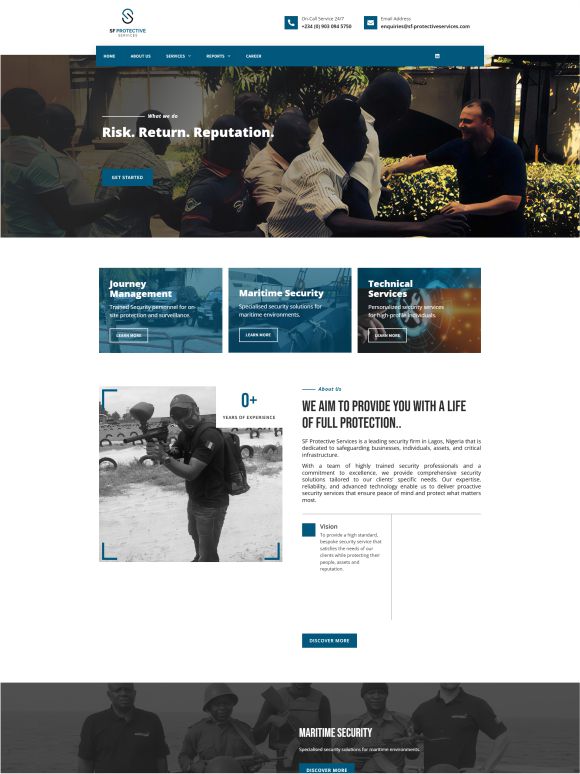 SF PROTECTIVE
SERVICES
On Call Service 24/7
+234 (0) 903 094 5750
Email Address
enquiries@sf-protectiveservices.com
HOME
ABOUT US
SERVICES
REPORTS
CAREER
What we do
Risk. Return. Reputation.
GET STARTED
Journey
Management
Trained Security personnel for on-
site protection and surveillance.
LEARN MORE
Maritime Security
Specialised security solutions for
maritime environments.
LEARN MORE
Technical
Services
Personalized security services
for high-profile individuals.
LEARN MORE
0+
YEARS OF EXPERIENCE
About Us
WE AIM TO PROVIDE YOU WITH A LIFE
OF FULL PROTECTION..
SF Protective Services is a leading security firm in Lagos, Nigeria that is
dedicated to safeguarding businesses, individuals, assets, and critical
infrastructure.
With a team of highly trained security professionals and a
commitment to excellence, we provide comprehensive security
solutions tailored to our clients' specific needs. Our expertise,
reliability, and advanced technology enable us to deliver proactive
security services that ensure peace of mind and protect what matters
most.
Vision
To provide a high standard,
bespoke security service that
satisfies the needs of our
clients while protecting their
people, assets and
reputation.
DISCOVER MORE
MARITIME SECURITY
Specialised security solutions for maritime environments.
DISCOVER MORE